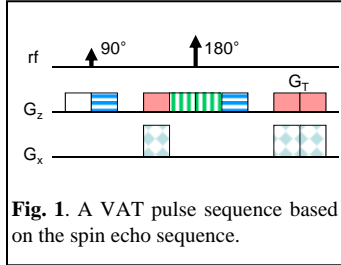 rf
90°
180°
G_T
G_z
G_x
Fig. 1. A VAT pulse sequence based
on the spin echo sequence.